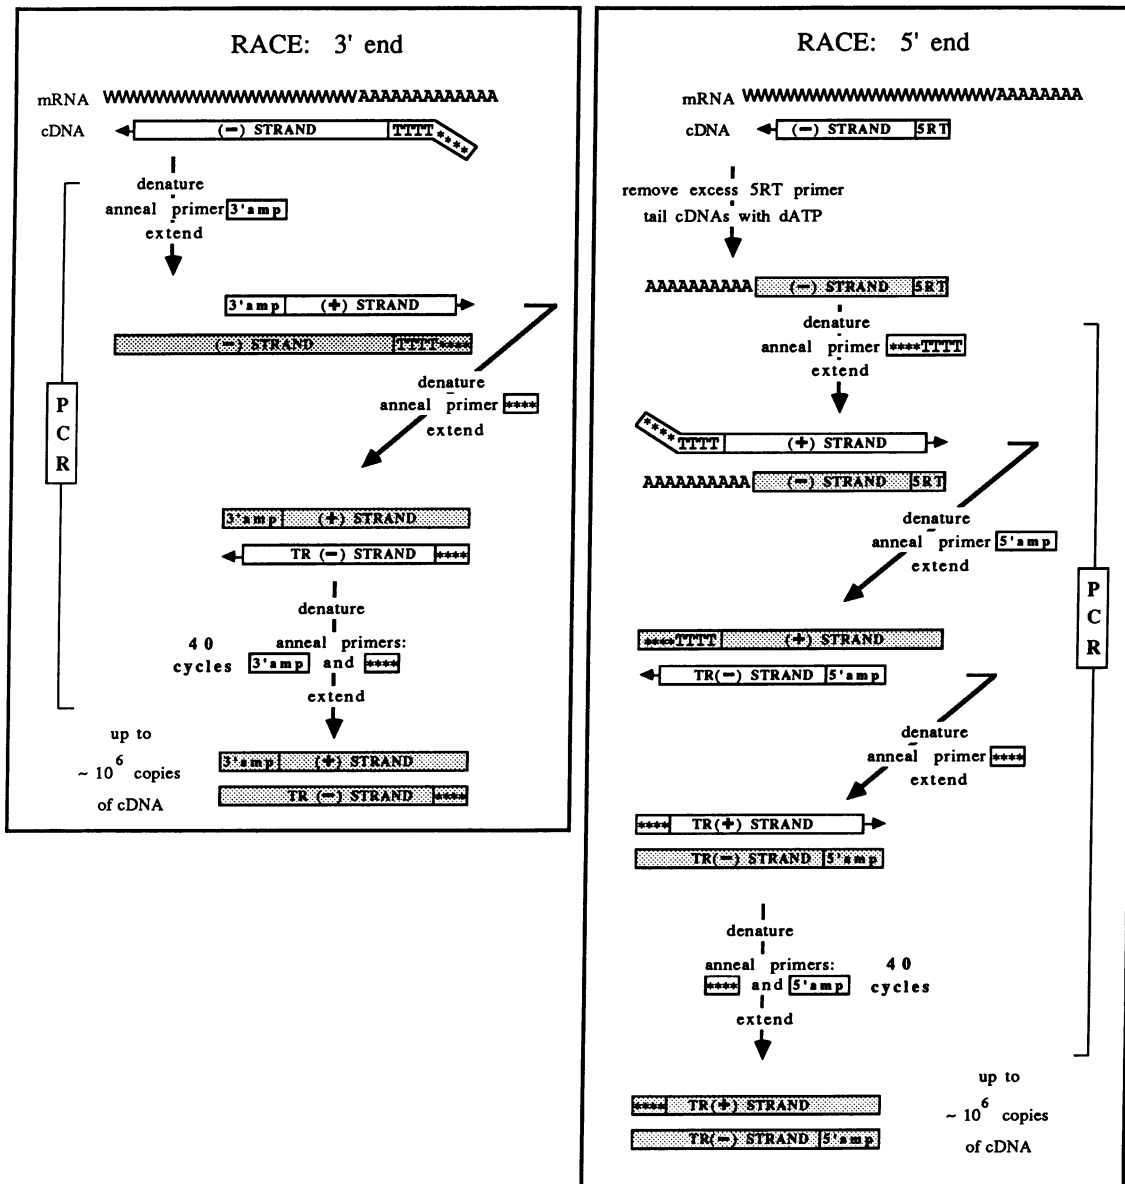 RACE: 3' end
mRNA WWWWWWWWWWWWWWWWWWWWWWAAAAAAAAAAAAA
cDNA (−) STRAND TTTT****
denature
anneal primer 3'amp
extend
3'amp (+) STRAND
(−) STRAND TTTT****
denature
anneal primer ****
extend
3'amp (+) STRAND
TR (−) STRAND ****
denature
40 cycles
anneal primers:
3'amp and ****
extend
up to
~ 10^6 copies
of cDNA
3'amp (+) STRAND
TR (−) STRAND ****
PCR
RACE: 5' end
mRNA WWWWWWWWWWWWWWWWWWWWWWAAAAAAAA
cDNA (−) STRAND 5RT
remove excess 5RT primer
tail cDNAs with dATP
AAAAAAAAAA (−) STRAND 5RT
denature
anneal primer ****TTTT
extend
****TTTT (+) STRAND
AAAAAAAAAA (−) STRAND 5RT
denature
anneal primer 5'amp
extend
****TTTT (+) STRAND
TR(−) STRAND 5'amp
denature
anneal primer ****
extend
**** TR(+) STRAND
TR(−) STRAND 5'amp
denature
anneal primers:
**** and 5'amp
40 cycles
extend
**** TR(+) STRAND
TR(−) STRAND 5'amp
up to
~ 10^6 copies
of cDNA
PCR